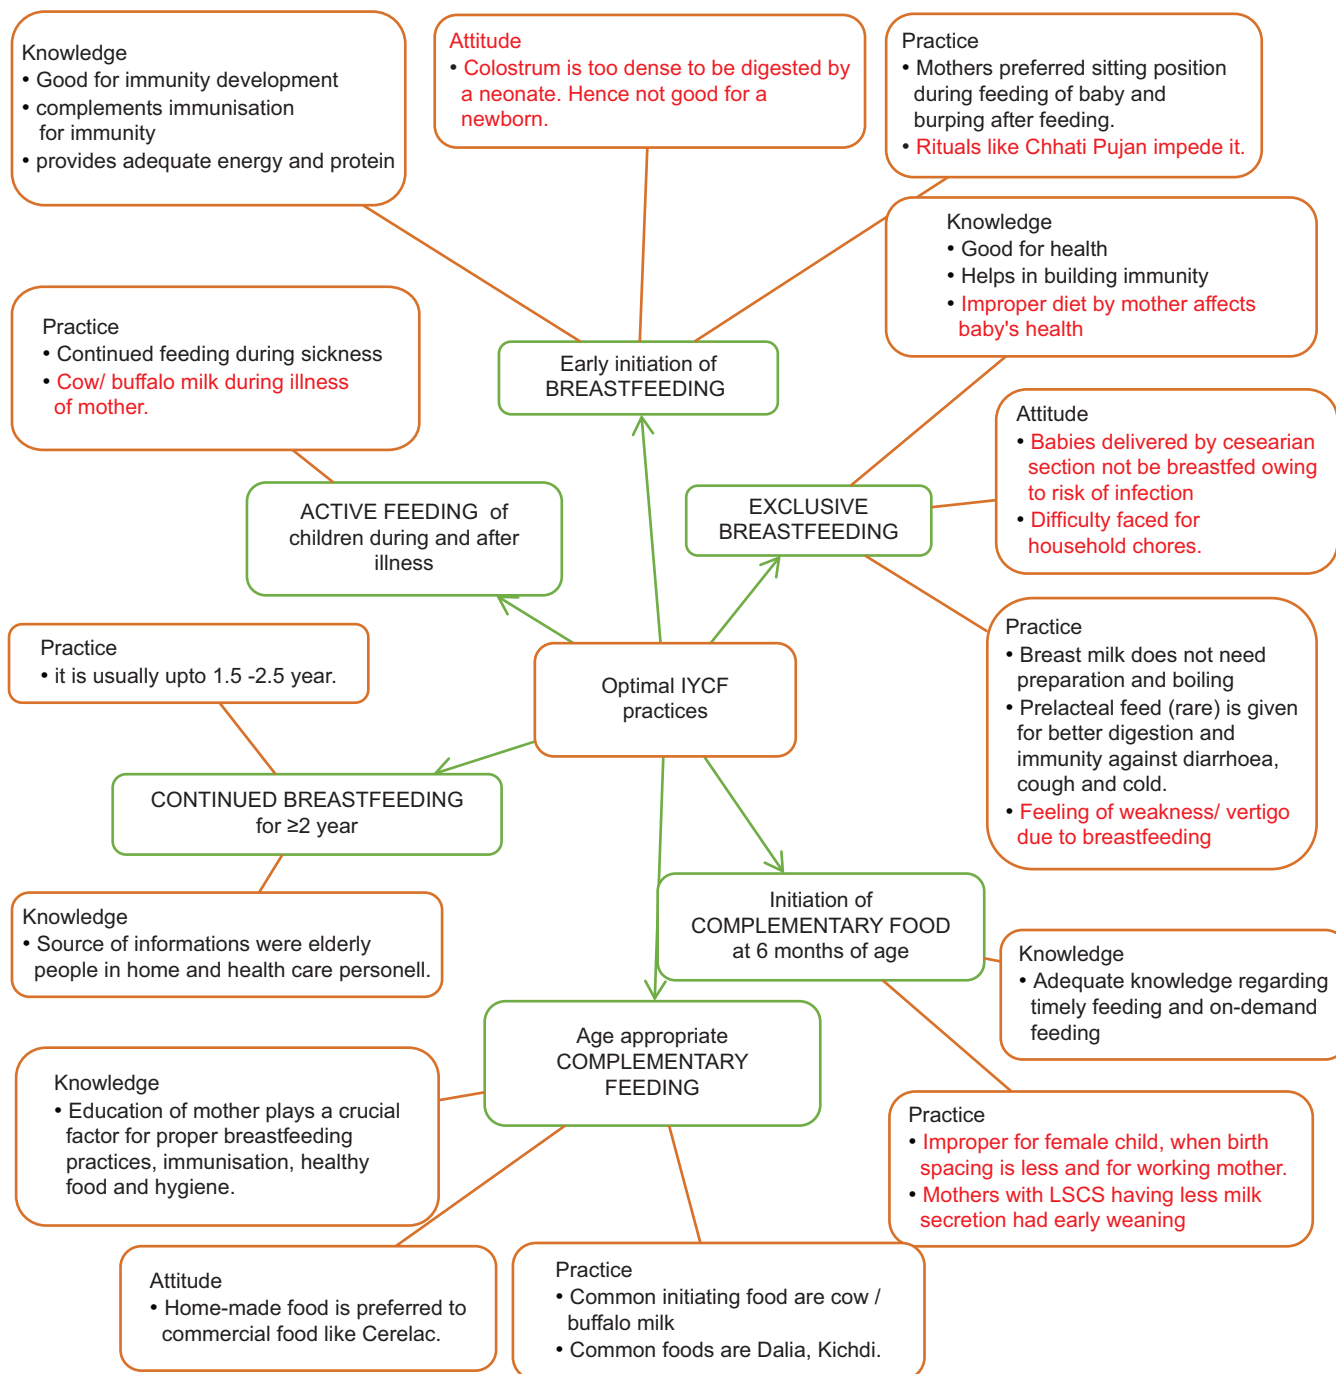 Knowledge
• Good for immunity development
• complements immunisation
for immunity
• provides adequate energy and protein
Attitude
• Colostrum is too dense to be digested by
a neonate. Hence not good for a
newborn.
Practice
• Mothers preferred sitting position
during feeding of baby and
burping after feeding.
• Rituals like Chhati Pujan impede it.
Knowledge
• Good for health
• Helps in building immunity
• Improper diet by mother affects
baby's health
Practice
• Continued feeding during sickness
• Cow/ buffalo milk during illness
of mother.
Early initiation of
BREASTFEEDING
Attitude
• Babies delivered by cesearian
section not be breastfed owing
to risk of infection
• Difficulty faced for
household chores.
ACTIVE FEEDING of
children during and after
illness
EXCLUSIVE
BREASTFEEDING
Practice
• it is usually upto 1.5 -2.5 year.
Optimal IYCF
practices
Practice
• Breast milk does not need
preparation and boiling
• Prelacteal feed (rare) is given
for better digestion and
immunity against diarrhoea,
cough and cold.
• Feeling of weakness/ vertigo
due to breastfeeding
CONTINUED BREASTFEEDING
for ≥2 year
Knowledge
• Source of informations were elderly
people in home and health care personell.
Initiation of
COMPLEMENTARY FOOD
at 6 months of age
Knowledge
• Adequate knowledge regarding
timely feeding and on-demand
feeding
Age appropriate
COMPLEMENTARY
FEEDING
Knowledge
• Education of mother plays a crucial
factor for proper breastfeeding
practices, immunisation, healthy
food and hygiene.
Practice
• Improper for female child, when birth
spacing is less and for working mother.
• Mothers with LSCS having less milk
secretion had early weaning
Attitude
• Home-made food is preferred to
commercial food like Cerelac.
Practice
• Common initiating food are cow /
buffalo milk
• Common foods are Dalia, Kichdi.